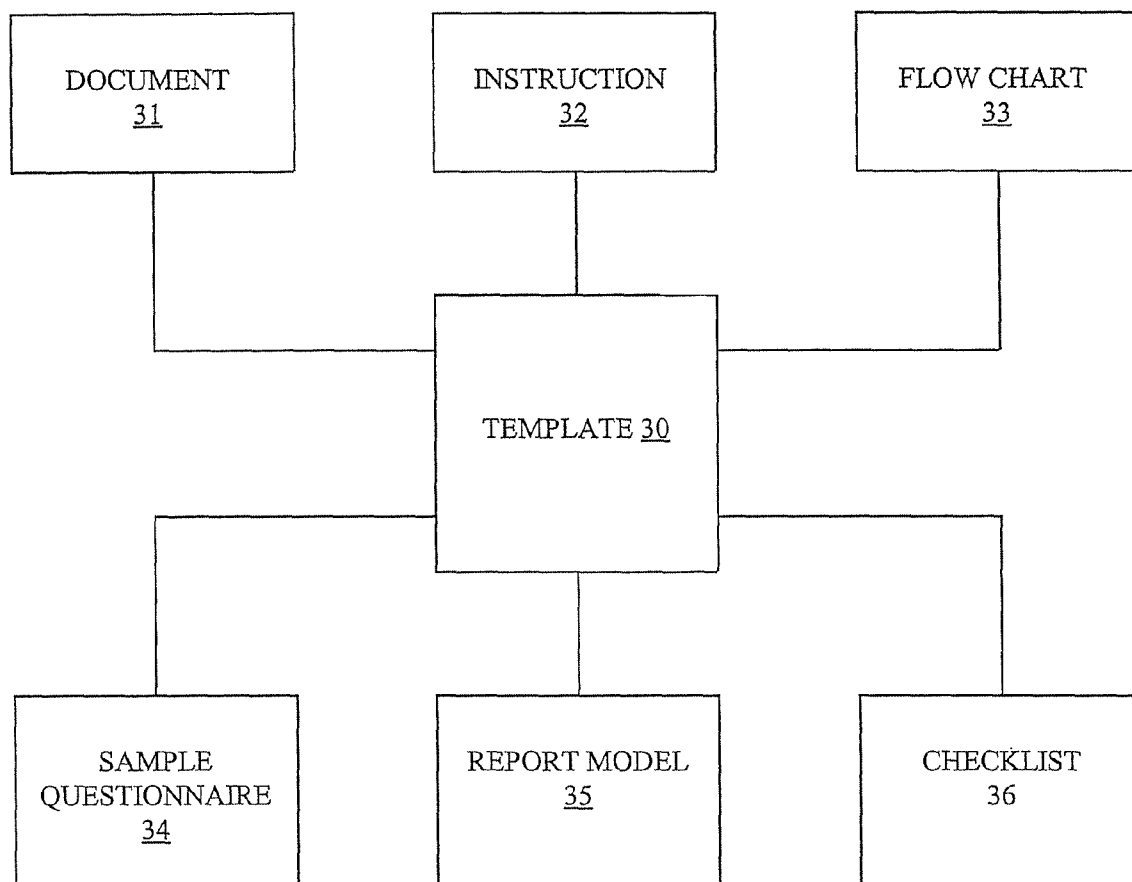 DOCUMENT
31
INSTRUCTION
32
FLOW CHART
33
TEMPLATE 30
SAMPLE
QUESTIONNAIRE
34
REPORT MODEL
35
CHECKLIST
36